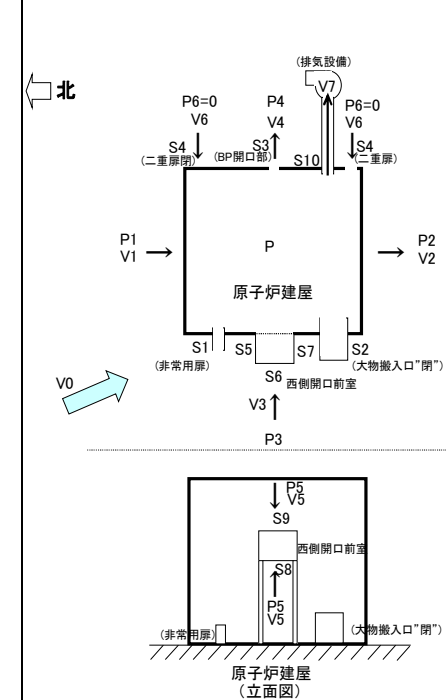 (排気設備)
V7
北
P6=0
V6
P4
V4
P6=0
V6
S4
(二重扉閉)
S3
(BP開口部)
S10
S4
(二重扉)
P1
V1
P
P2
V2
原子炉建屋
S1
S5
S7
S2
(非常用扉)
(大物搬入口"閉")
S6
西側開口前室
V0
V3
P3
P5
V5
S9
西側開口前室
S8
P5
V5
(非常用扉)
(大物搬入口"閉")
原子炉建屋
(立面図)